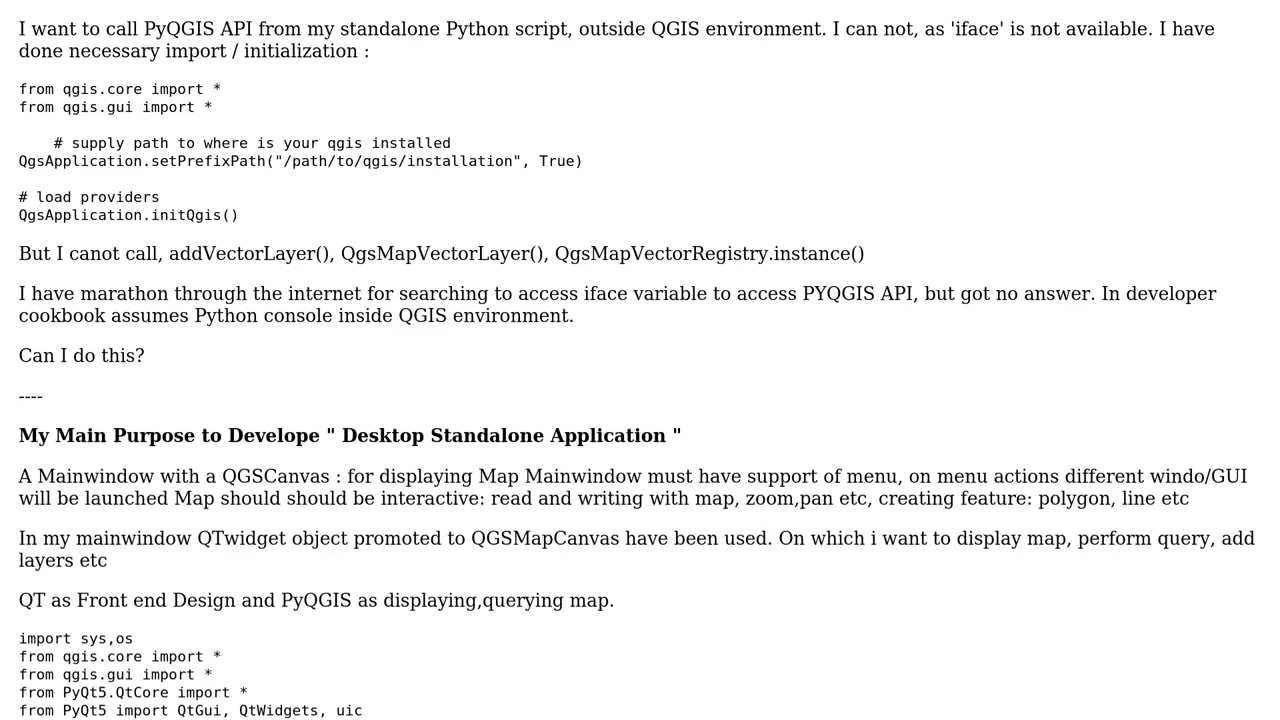 I want to call PyQGIS API from my standalone Python script, outside QGIS environment. I can not, as 'iface' is not available. I have
done necessary import / initialization :
from qgis.core import *
from qgis.gui import *
# supply path to where is your qgis installed
QgsApplication.setPrefixPath("/path/to/qgis/installation", True)
# load providers
QgsApplication.initQgis()
But I canot call, addVectorLayer(), QgsMapVectorLayer(), QgsMapVectorRegistry.instance()
I have marathon through the internet for searching to access iface variable to access PYQGIS API, but got no answer. In developer
cookbook assumes Python console inside QGIS environment.
Can I do this?
----
My Main Purpose to Develope " Desktop Standalone Application "
A Mainwindow with a QGSCanvas : for displaying Map Mainwindow must have support of menu, on menu actions different windo/GUI
will be launched Map should should be interactive: read and writing with map, zoom,pan etc, creating feature: polygon, line etc
In my mainwindow QTwidget object promoted to QGSMapCanvas have been used. On which i want to display map, perform query, add
layers etc
QT as Front end Design and PyQGIS as displaying,querying map.
import sys,os
from qgis.core import *
from qgis.gui import *
from PyQt5.QtCore import *
from PyQt5 import QtGui, QtWidgets, uic